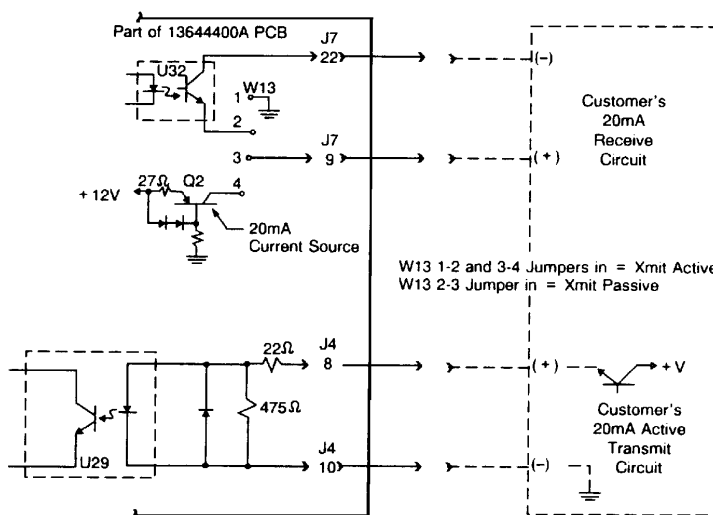 Part of 13644400A PCB
J7
22
(-)
U32
W13
1
2
Customer's
20mA
Receive
Circuit
J7
3
9
(+)
27Ω
Q2
4
+ 12V
20mA
Current Source
W13 1-2 and 3-4 Jumpers in = Xmit Active
W13 2-3 Jumper in = Xmit Passive
J4
22Ω
8
(+)
+ V
475Ω
Customer's
20mA Active
Transmit
Circuit
U29
J4
10
(-)